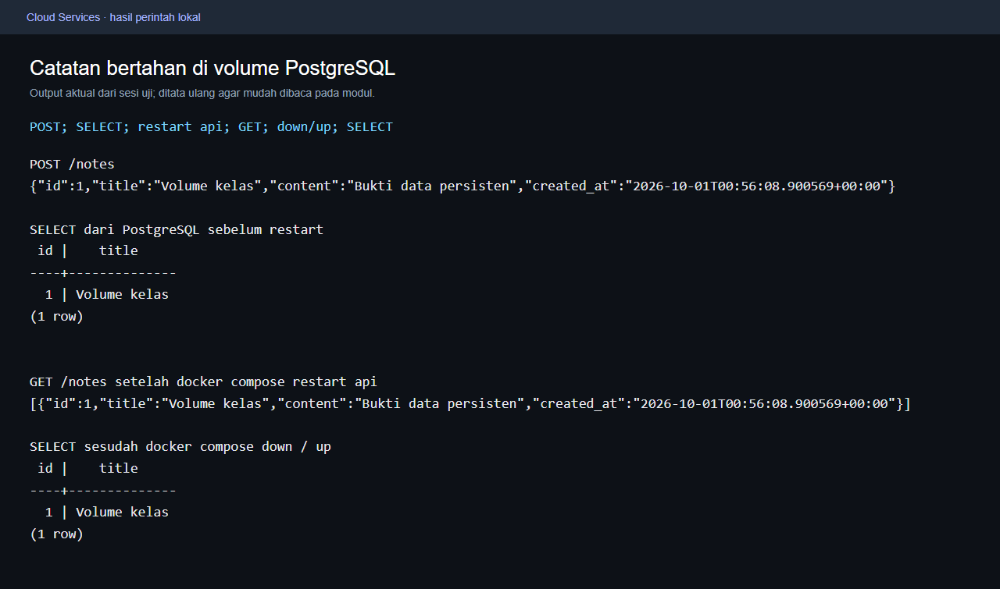 Cloud Services · hasil perintah lokal
Catatan bertahan di volume PostgreSQL
Output aktual dari sesi uji; ditata ulang agar mudah dibaca pada modul.
POST; SELECT; restart api; GET; down/up; SELECT
POST /notes
{"id":1,"title":"Volume kelas","content":"Bukti data persisten","created_at":"2026-10-01T00:56:08.900569+00:00"}
SELECT dari PostgreSQL sebelum restart
 id |    title
----+--------------
  1 | Volume kelas
(1 row)
GET /notes setelah docker compose restart api
[{"id":1,"title":"Volume kelas","content":"Bukti data persisten","created_at":"2026-10-01T00:56:08.900569+00:00"}]
SELECT sesudah docker compose down / up
 id |    title
----+--------------
  1 | Volume kelas
(1 row)